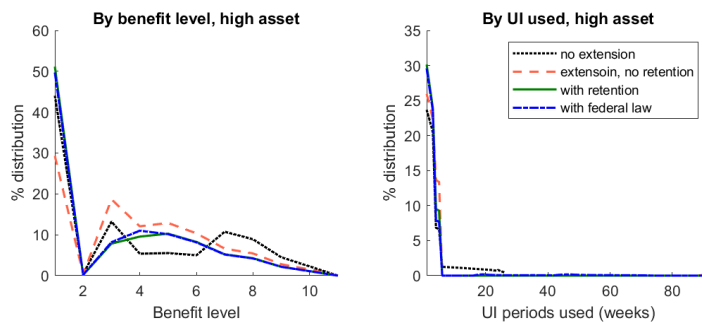 By benefit level, high asset
60
50
40
30
20
10
0
% distribution
2 4 6 8 10
Benefit level
By UI used, high asset
35
30
25
20
15
10
5
0
% distribution
no extension
extensoin, no retention
with retention
with federal law
20 40 60 80
UI periods used (weeks)